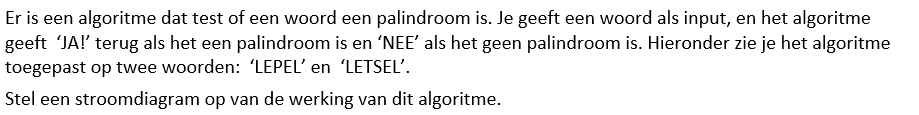 Er is een algoritme dat test of een woord een palindroom is. Je geeft een woord als input, en het algoritme
geeft ‘JA!’ terug als het een palindroom is en ‘NEE’ als het geen palindroom is. Hieronder zie je het algoritme
toegepast op twee woorden: ‘LEPEL’ en ‘LETSEL’.
Stel een stroomdiagram op van de werking van dit algoritme.